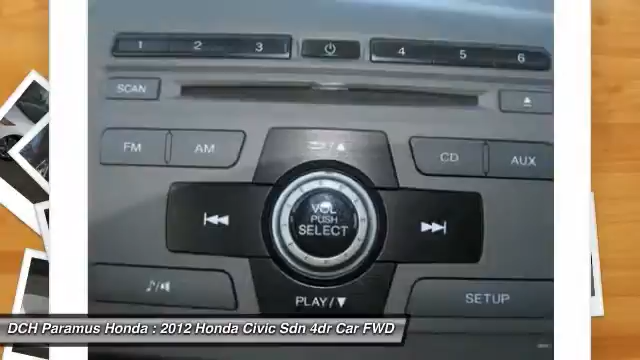 1 2 3 4 5 6
SCAN
FM AM CD AUX
VOL
PUSH
SELECT
PLAY/
SETUP
DCH Paramus Honda : 2012 Honda Civic Sdn 4dr Car FWD